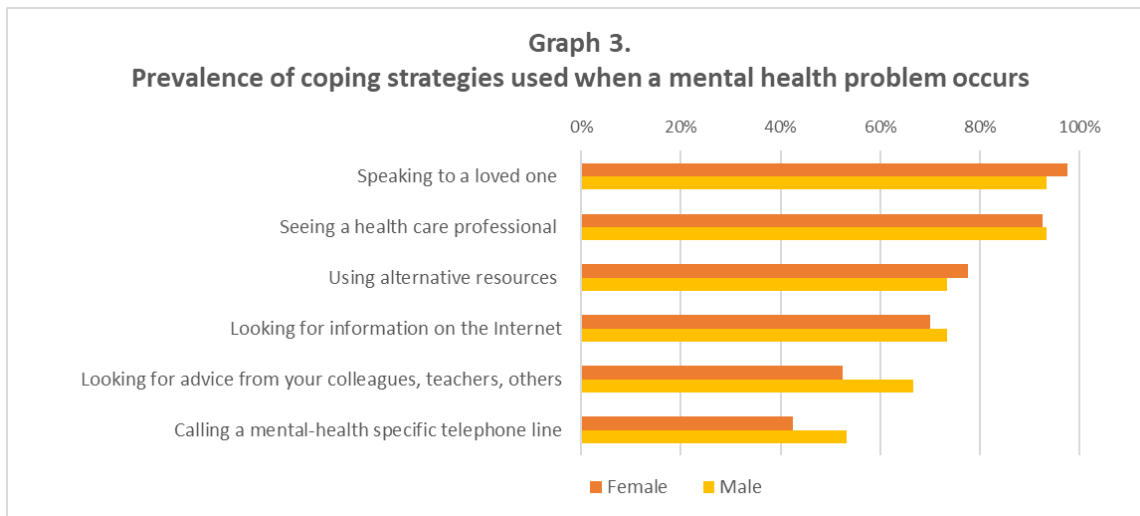 Graph 3.
Prevalence of coping strategies used when a mental health problem occurs
0% 20% 40% 60% 80% 100%
Speaking to a loved one
Seeing a health care professional
Using alternative resources
Looking for information on the Internet
Looking for advice from your colleagues, teachers, others
Calling a mental-health specific telephone line
Female Male